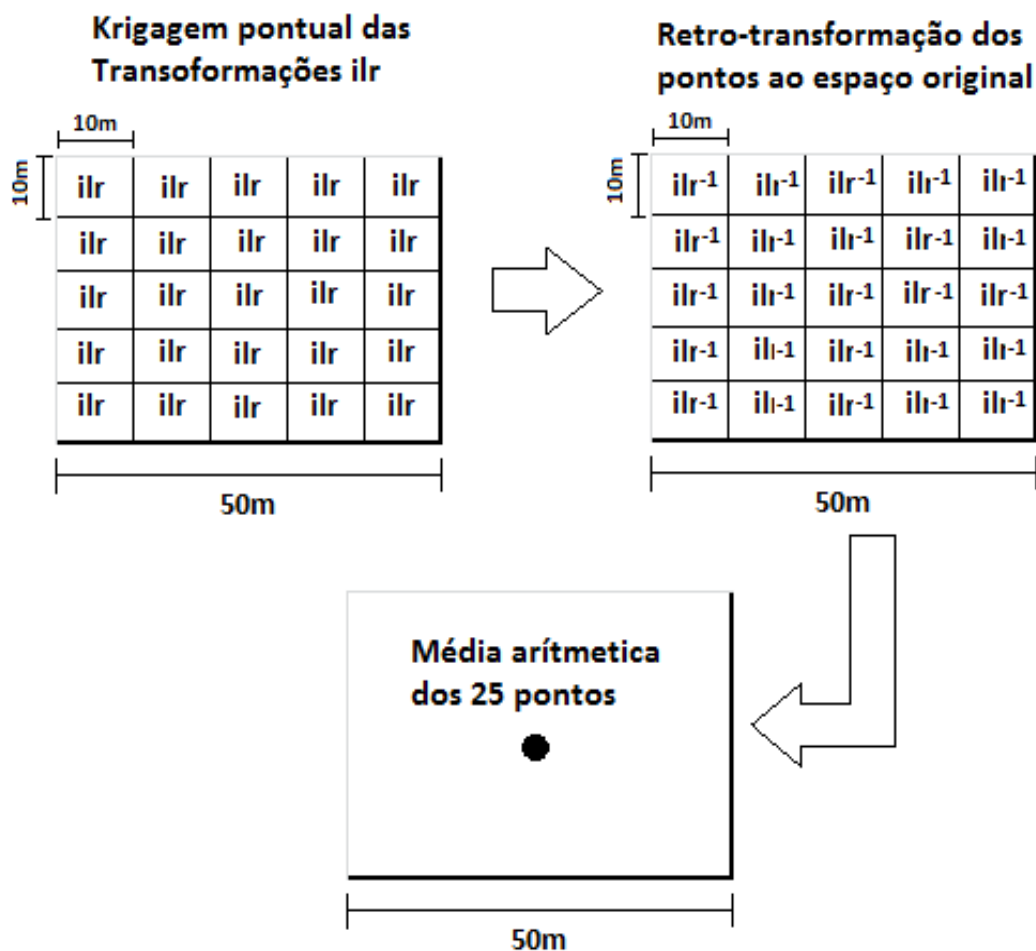 Krigagem pontual das
Transoformações ilr
10m
10m
ilr ilr ilr ilr ilr
ilr ilr ilr ilr ilr
ilr ilr ilr ilr ilr
ilr ilr ilr ilr ilr
ilr ilr ilr ilr ilr
50m
Retro-transformação dos
pontos ao espaço original
10m
10m
ilr-1 ilr-1 ilr-1 ilr-1 ilr-1
ilr-1 ilr-1 ilr-1 ilr-1 ilr-1
ilr-1 ilr-1 ilr-1 ilr-1 ilr-1
ilr-1 ilr-1 ilr-1 ilr-1 ilr-1
ilr-1 ilr-1 ilr-1 ilr-1 ilr-1
50m
Média arítmetica
dos 25 pontos
50m